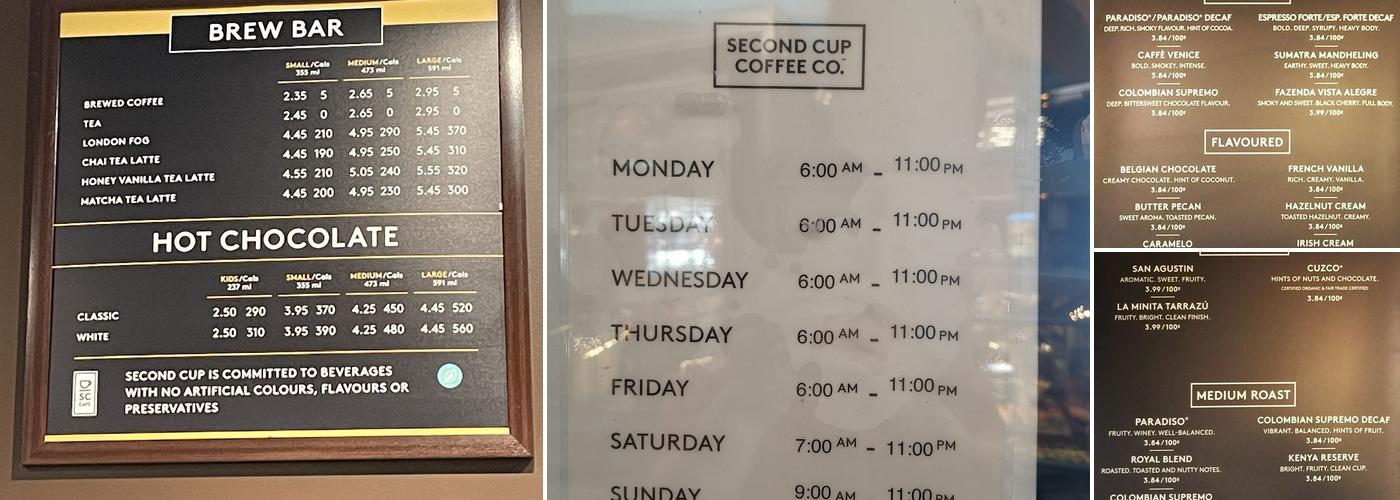 BREW BAR
SMALL/Cals MEDIUM/Cals LARGE/Cals
355 ml 473 ml 591 ml
BREWED COFFEE 2.35 5 2.65 5 2.95 5
TEA 2.45 0 2.65 0 2.95 0
LONDON FOG 4.45 210 4.95 290 5.45 370
CHAI TEA LATTE 4.45 190 4.95 250 5.45 310
HONEY VANILLA TEA LATTE 4.55 210 5.05 240 5.55 320
MATCHA TEA LATTE 4.45 200 4.95 230 5.45 300
HOT CHOCOLATE
KIDS/Cals SMALL/Cals MEDIUM/Cals LARGE/Cals
237 ml 355 ml 473 ml 591 ml
CLASSIC 2.50 290 3.95 370 4.25 450 4.45 520
WHITE 2.50 310 3.95 390 4.25 480 4.45 560
SC
CAFE
SECOND CUP IS COMMITTED TO BEVERAGES
WITH NO ARTIFICIAL COLOURS, FLAVOURS OR
PRESERVATIVES
SECOND CUP
COFFEE CO.™
MONDAY 6:00 AM - 11:00 PM
TUESDAY 6:00 AM - 11:00 PM
WEDNESDAY 6:00 AM - 11:00 PM
THURSDAY 6:00 AM - 11:00 PM
FRIDAY 6:00 AM - 11:00 PM
SATURDAY 7:00 AM - 11:00 PM
SUNDAY 9:00 AM - 11:00 PM
PARADISO®/PARADISO® DECAF
DEEP. RICH. SMOKY FLAVOUR. HINT OF COCOA.
3.84/100g
ESPRESSO FORTE/ESP. FORTE DECAF
BOLD. DEEP. SYRUPY. HEAVY BODY.
3.84/100g
CAFFÈ VENICE
BOLD. SMOKEY. INTENSE.
3.84/100g
SUMATRA MANDHELING
EARTHY. SWEET. HEAVY BODY.
3.84/100g
COLOMBIAN SUPREMO
DEEP. BITTERSWEET CHOCOLATE FLAVOUR.
3.84/100g
FAZENDA VISTA ALEGRE
SMOKY AND SWEET. BLACK CHERRY. FULL BODY.
3.99/100g
FLAVOURED
BELGIAN CHOCOLATE
CREAMY CHOCOLATE. HINT OF COCONUT.
3.84/100g
FRENCH VANILLA
RICH. CREAMY. VANILLA.
3.84/100g
BUTTER PECAN
SWEET AROMA. TOASTED PECAN.
3.84/100g
HAZELNUT CREAM
TOASTED HAZELNUT. CREAMY.
3.84/100g
CARAMELO
IRISH CREAM
SAN AGUSTIN
AROMATIC. SWEET. FRUITY.
3.99/100g
CUZCO®
HINTS OF NUTS AND CHOCOLATE.
CERTIFIED ORGANIC & FAIR TRADE CERTIFIED
3.84/100g
LA MINITA TARRAZÚ
FRUITY. BRIGHT. CLEAN FINISH.
3.99/100g
MEDIUM ROAST
PARADISO®
FRUITY. WINEY. WELL-BALANCED.
3.84/100g
COLOMBIAN SUPREMO DECAF
VIBRANT. BALANCED. HINTS OF FRUIT.
3.84/100g
ROYAL BLEND
ROASTED. TOASTED AND NUTTY NOTES.
3.84/100g
KENYA RESERVE
BRIGHT. FRUITY. CLEAN CUP.
3.84/100g
COLOMBIAN SUPREMO